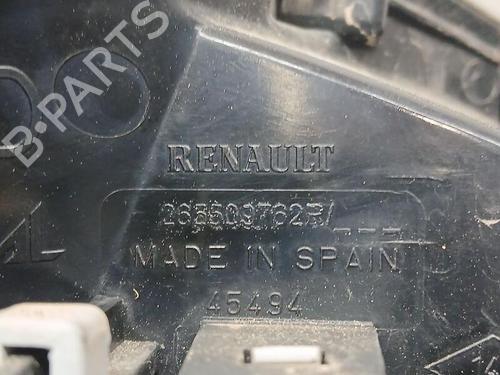 B-PARTS
RENAULT
265509762R/
MADE IN SPAIN
45494